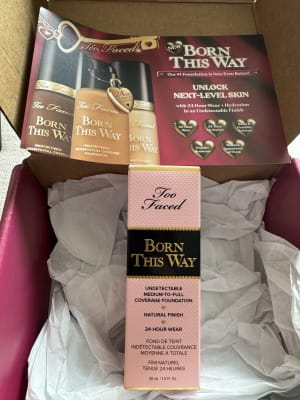 Too Faced
NEW
BORN
THIS WAY
Our #1 Foundation is Now Even Better!
UNLOCK
NEXT-LEVEL SKIN
with 24 Hour Wear + Hydration
in an Undetectable Finish
Too Faced
BORN
THIS WAY
Too Faced
BORN
THIS WAY
Too Faced
BORN
THIS WAY
Too
Faced
BORN
THIS WAY
UNDETECTABLE
MEDIUM-TO-FULL
COVERAGE FOUNDATION
NATURAL FINISH
24-HOUR WEAR
FOND DE TEINT
INDÉTECTABLE COUVRANCE
MOYENNE À TOTALE
FINI NATUREL
TENUE 24 HEURES
30 ml / 1.0 FL. OZ.